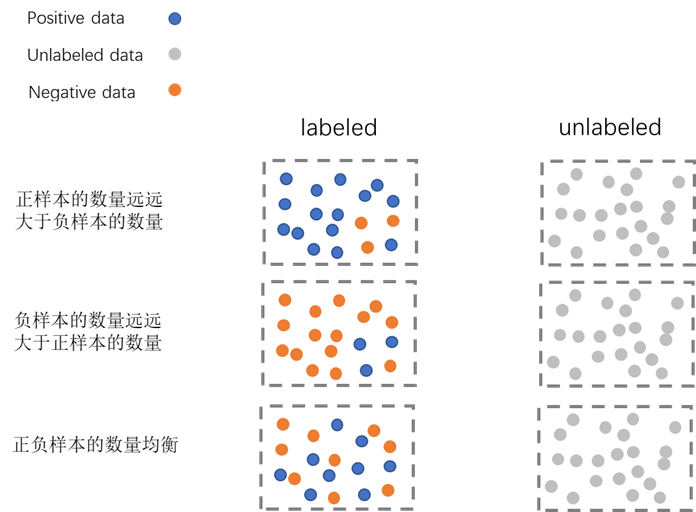 Positive data
Unlabeled data
Negative data
labeled
unlabeled
正样本的数量远远
大于负样本的数量
负样本的数量远远
大于正样本的数量
正负样本的数量均衡